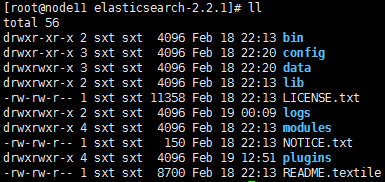 [root@node11 elasticsearch-2.2.1]# ll
total 56
drwxr-xr-x 2 sxt sxt  4096 Feb 18 22:13 bin
drwxrwxr-x 3 sxt sxt  4096 Feb 18 22:20 config
drwxrwxr-x 3 sxt sxt  4096 Feb 18 22:20 data
drwxrwxr-x 2 sxt sxt  4096 Feb 18 22:13 lib
-rw-rw-r-- 1 sxt sxt 11358 Feb 18 22:13 LICENSE.txt
drwxrwxr-x 2 sxt sxt  4096 Feb 19 00:09 logs
drwxrwxr-x 4 sxt sxt  4096 Feb 18 22:13 modules
-rw-rw-r-- 1 sxt sxt   150 Feb 18 22:13 NOTICE.txt
drwxrwxr-x 4 sxt sxt  4096 Feb 19 12:51 plugins
-rw-rw-r-- 1 sxt sxt  8700 Feb 18 22:13 README.textile